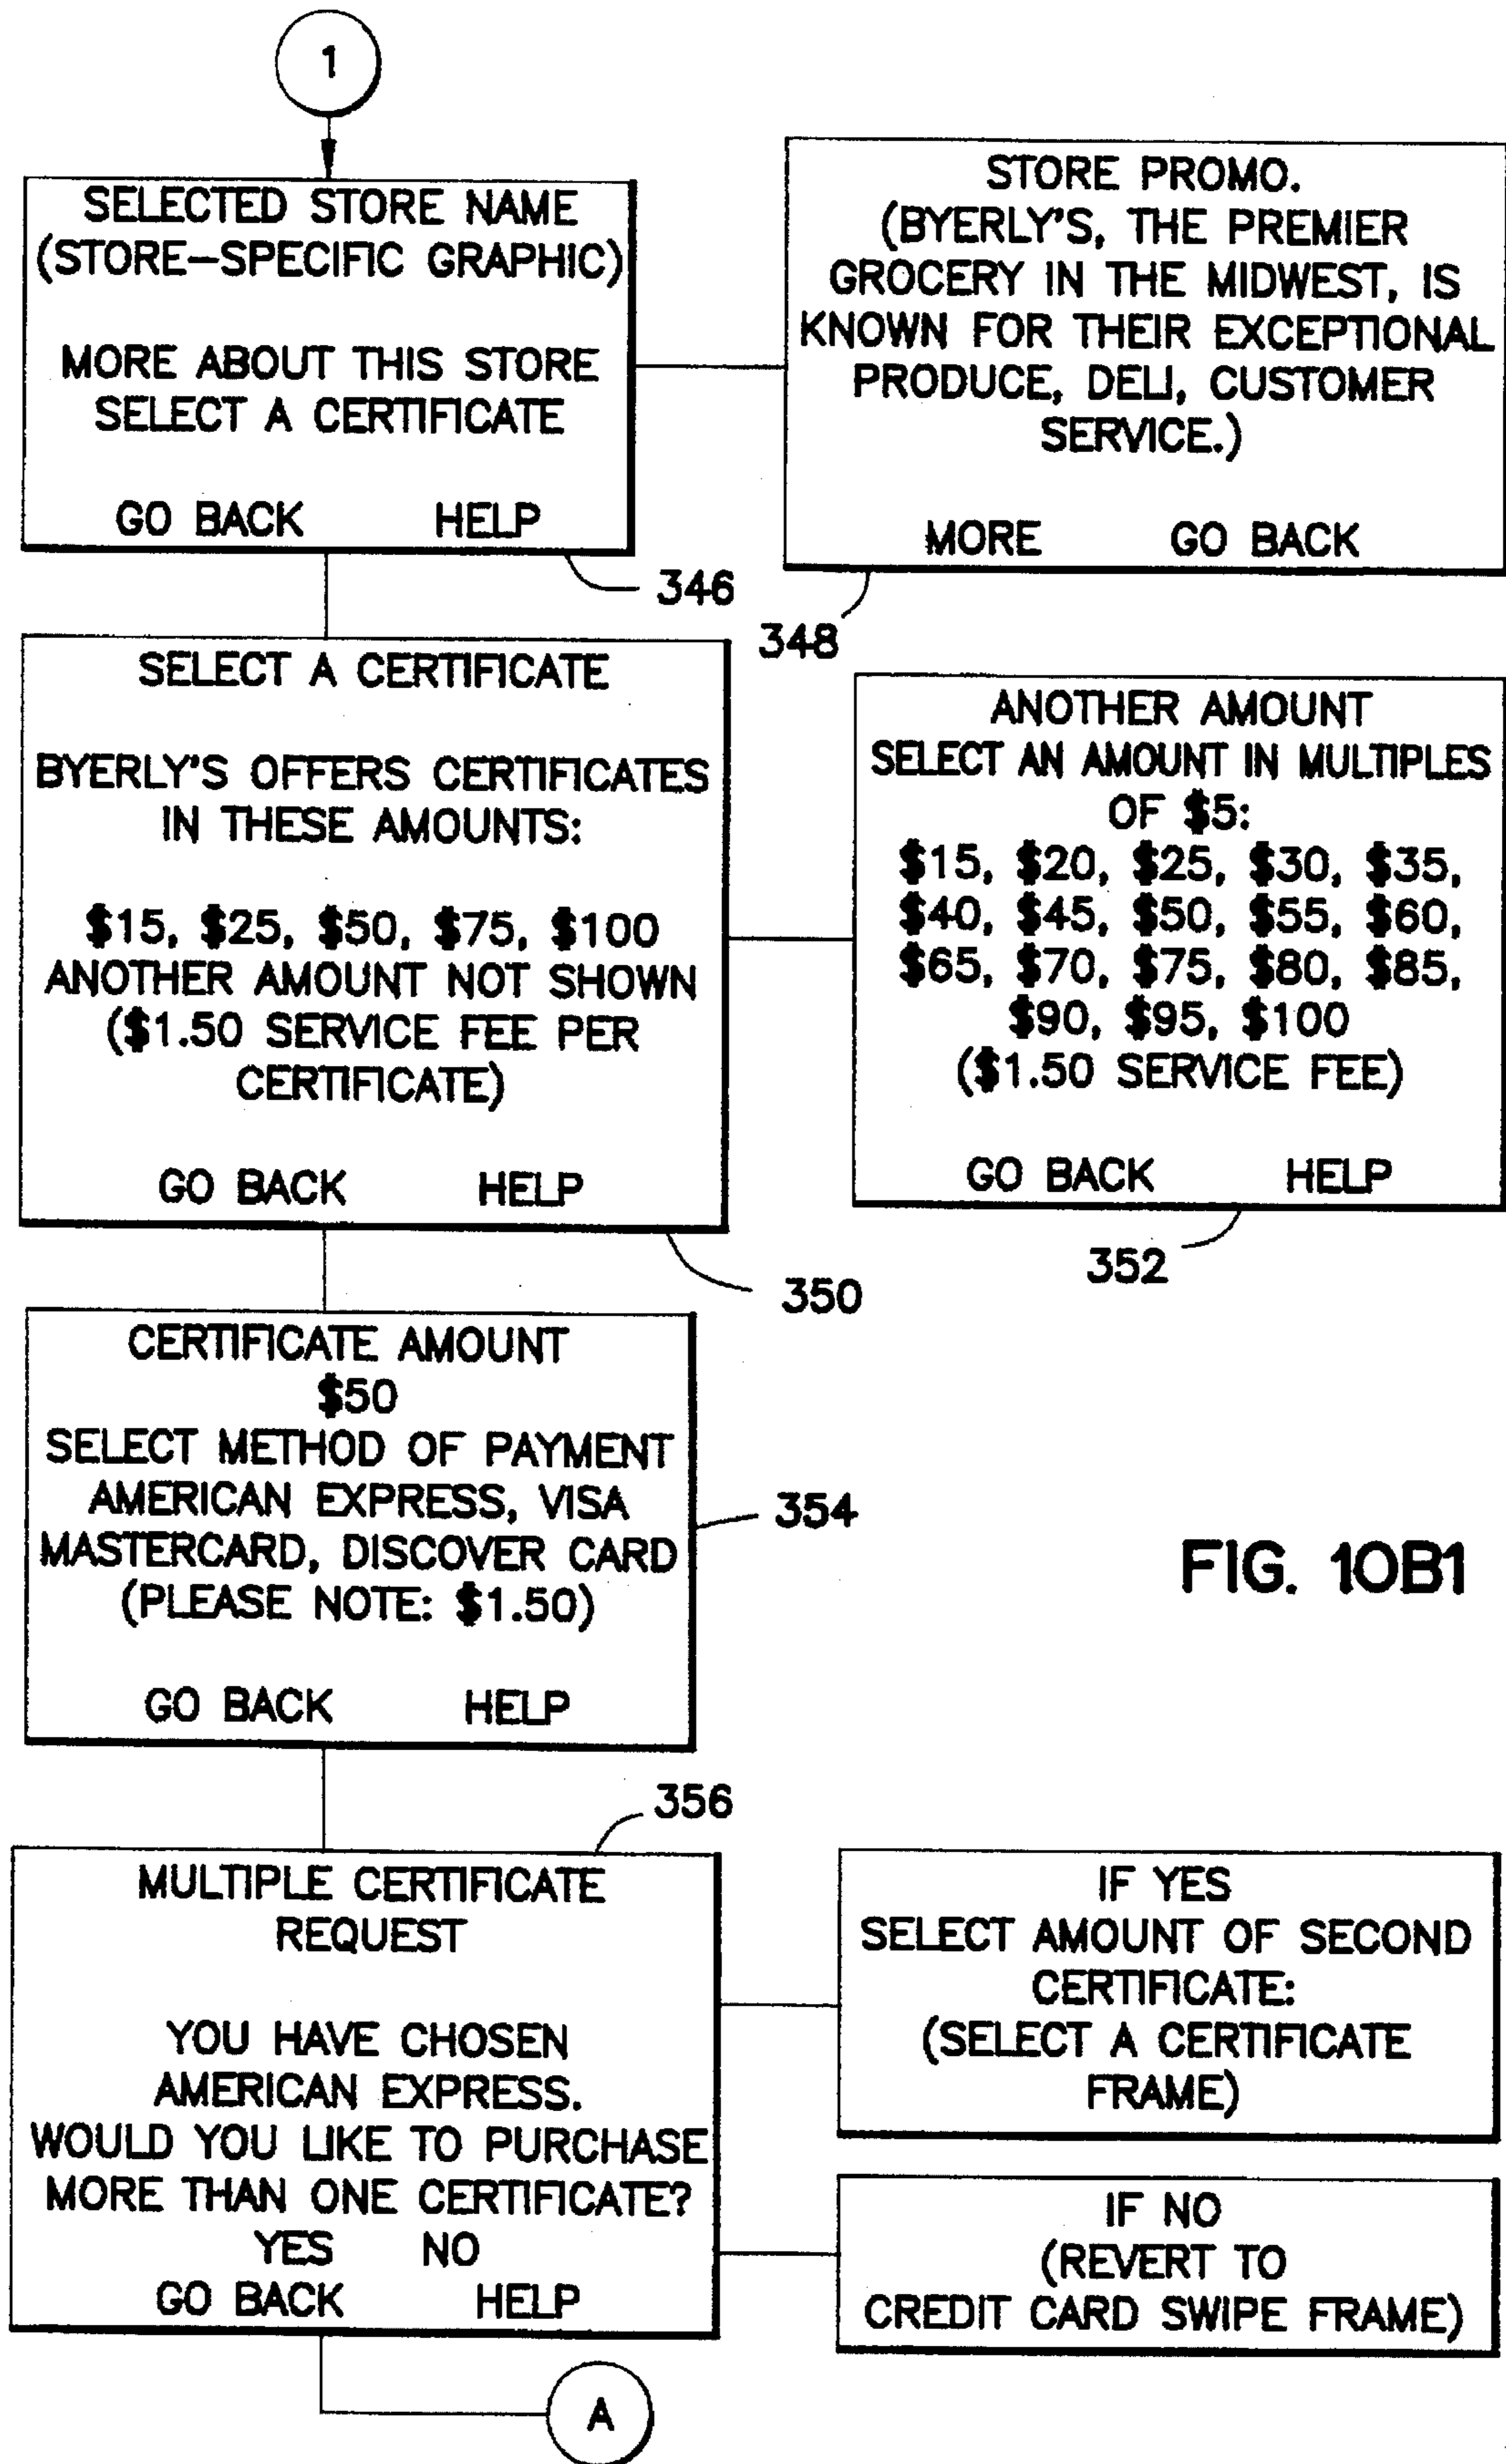 1
SELECTED STORE NAME
(STORE-SPECIFIC GRAPHIC)
MORE ABOUT THIS STORE
SELECT A CERTIFICATE
GO BACK HELP
346
STORE PROMO.
(BYERLY'S, THE PREMIER
GROCERY IN THE MIDWEST, IS
KNOWN FOR THEIR EXCEPTIONAL
PRODUCE, DELI, CUSTOMER
SERVICE.)
MORE GO BACK
348
SELECT A CERTIFICATE
BYERLY'S OFFERS CERTIFICATES
IN THESE AMOUNTS:
$15, $25, $50, $75, $100
ANOTHER AMOUNT NOT SHOWN
($1.50 SERVICE FEE PER
CERTIFICATE)
GO BACK HELP
350
ANOTHER AMOUNT
SELECT AN AMOUNT IN MULTIPLES
OF $5:
$15, $20, $25, $30, $35,
$40, $45, $50, $55, $60,
$65, $70, $75, $80, $85,
$90, $95, $100
($1.50 SERVICE FEE)
GO BACK HELP
352
CERTIFICATE AMOUNT
$50
SELECT METHOD OF PAYMENT
AMERICAN EXPRESS, VISA
MASTERCARD, DISCOVER CARD
(PLEASE NOTE: $1.50)
GO BACK HELP
354
FIG. 10B1
356
MULTIPLE CERTIFICATE
REQUEST
YOU HAVE CHOSEN
AMERICAN EXPRESS.
WOULD YOU LIKE TO PURCHASE
MORE THAN ONE CERTIFICATE?
YES NO
GO BACK HELP
IF YES
SELECT AMOUNT OF SECOND
CERTIFICATE:
(SELECT A CERTIFICATE
FRAME)
IF NO
(REVERT TO
CREDIT CARD SWIPE FRAME)
A